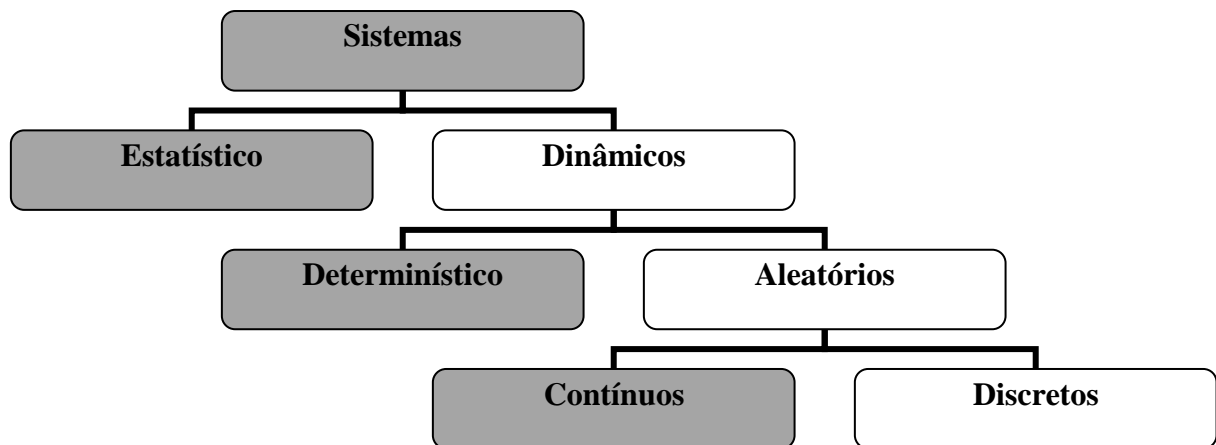 Sistemas
Estatístico
Dinâmicos
Determinístico
Aleatórios
Contínuos
Discretos